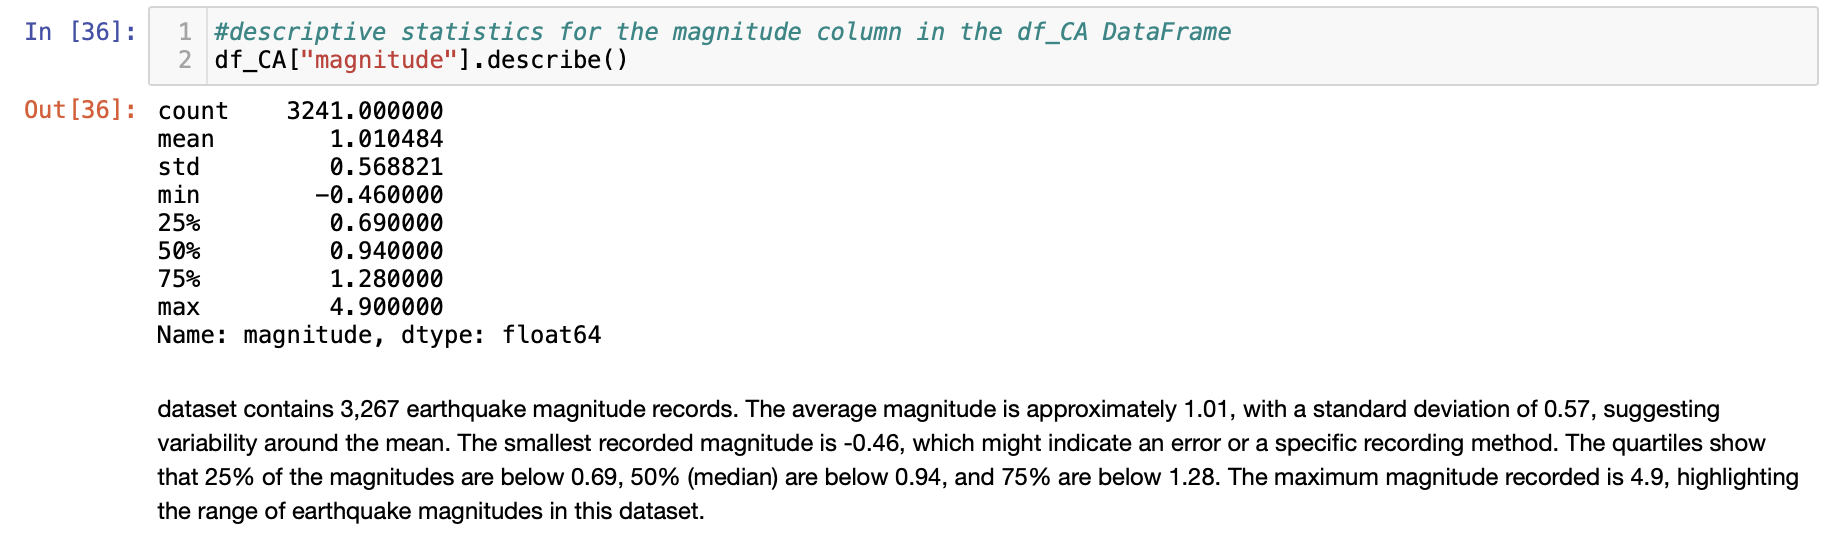 In [36]: 1 #descriptive statistics for the magnitude column in the df_CA DataFrame
2 df_CA["magnitude"].describe()
Out[36]: count 3241.000000
mean 1.010484
std 0.568821
min -0.460000
25% 0.690000
50% 0.940000
75% 1.280000
max 4.900000
Name: magnitude, dtype: float64
dataset contains 3,267 earthquake magnitude records. The average magnitude is approximately 1.01, with a standard deviation of 0.57, suggesting
variability around the mean. The smallest recorded magnitude is -0.46, which might indicate an error or a specific recording method. The quartiles show
that 25% of the magnitudes are below 0.69, 50% (median) are below 0.94, and 75% are below 1.28. The maximum magnitude recorded is 4.9, highlighting
the range of earthquake magnitudes in this dataset.